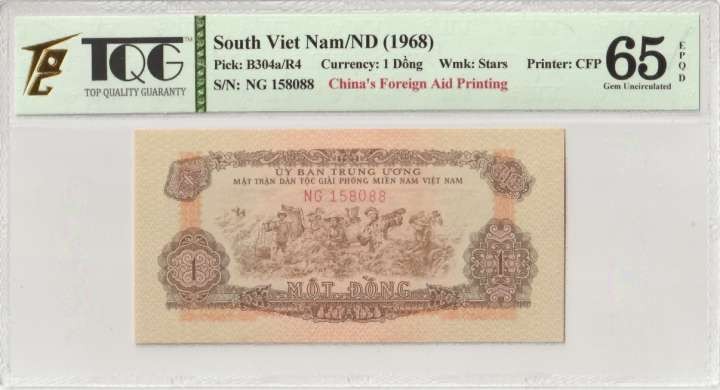 TQG™
TOP QUALITY GUARANTY
South Viet Nam/ND (1968)
Pick: B304a/R4 Currency: 1 Dồng Wmk: Stars Printer: CFP
S/N: NG 158088 China's Foreign Aid Printing
65
EPQD
Gem Uncirculated
ỦY BAN TRUNG ƯƠNG
MẶT TRẬN DÂN TỘC GIẢI PHÓNG MIỀN NAM VIỆT NAM
NG 158088
1 1
MỘT ĐỒNG